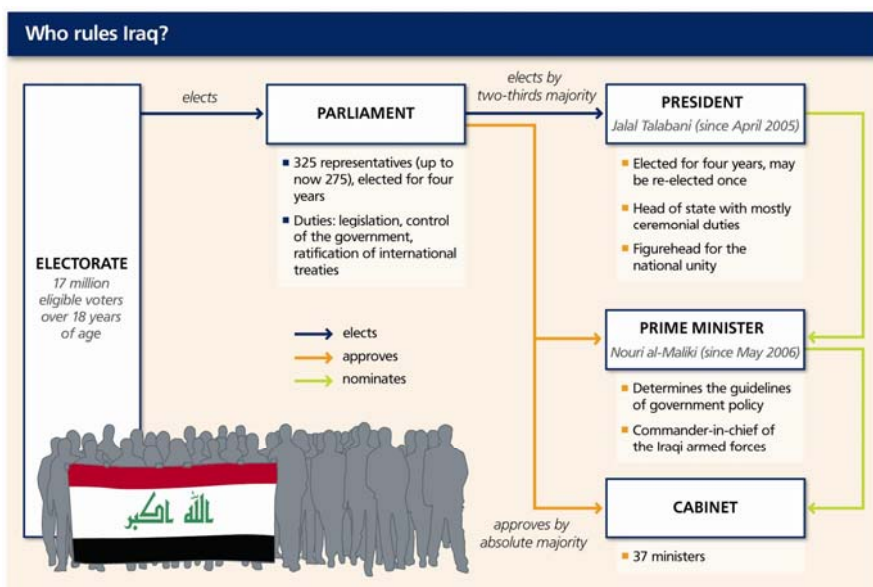 Who rules Iraq?
elects
elects by
two-thirds majority
ELECTORATE
17 million
eligible voters
over 18 years
of age
PARLIAMENT
325 representatives (up to
now 275), elected for four
years
Duties: legislation, control
of the government,
ratification of international
treaties
elects
approves
nominates
PRESIDENT
Jalal Talabani (since April 2005)
Elected for four years, may
be re-elected once
Head of state with mostly
ceremonial duties
Figurehead for the
national unity
PRIME MINISTER
Nouri al-Maliki (since May 2006)
Determines the guidelines
of government policy
Commander-in-chief of
the Iraqi armed forces
approves by
absolute majority
CABINET
37 ministers
الله اكبر